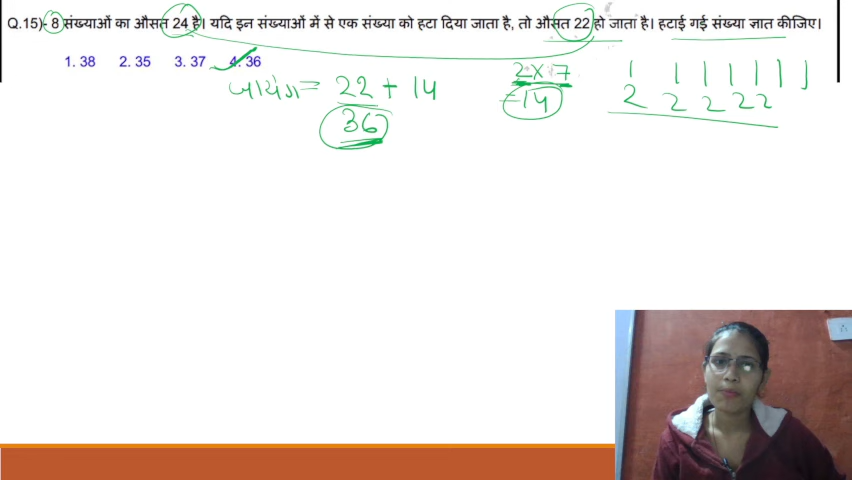 Q.15)- 8 संख्याओं का औसत 24 है। यदि इन संख्याओं में से एक संख्या को हटा दिया जाता है, तो औसत 22 हो जाता है। हटाई गई संख्या ज्ञात कीजिए।
1. 38 2. 35 3. 37 4. 36
= 22 + 14
36
2 x 7
= 14
1 1 1 1 1 1 1
2 2 2 2 2